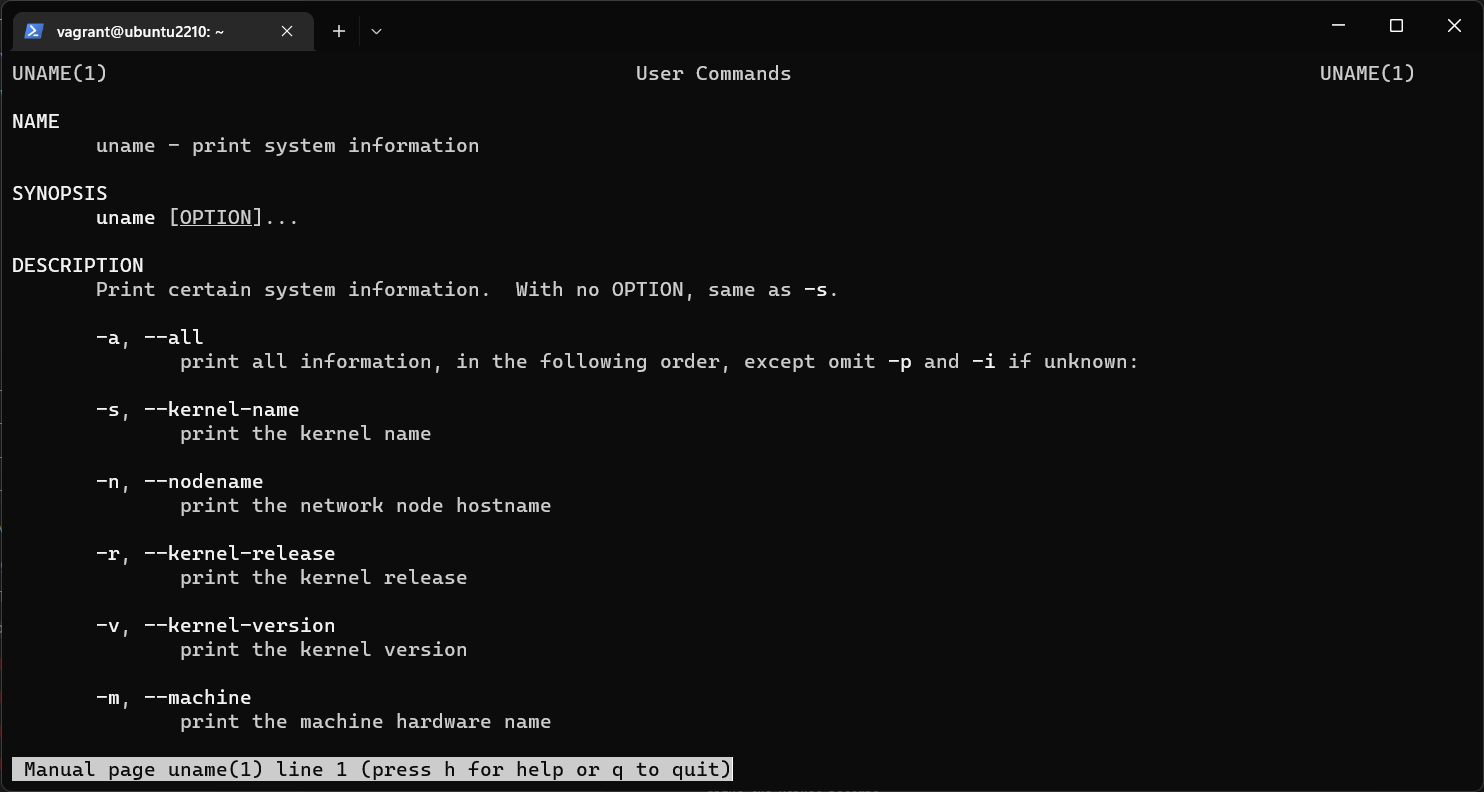 vagrant@ubuntu2210: ~
UNAME(1) User Commands UNAME(1)
NAME
uname - print system information
SYNOPSIS
uname [OPTION]...
DESCRIPTION
Print certain system information.  With no OPTION, same as -s.
-a, --all
print all information, in the following order, except omit -p and -i if unknown:
-s, --kernel-name
print the kernel name
-n, --nodename
print the network node hostname
-r, --kernel-release
print the kernel release
-v, --kernel-version
print the kernel version
-m, --machine
print the machine hardware name
Manual page uname(1) line 1 (press h for help or q to quit)